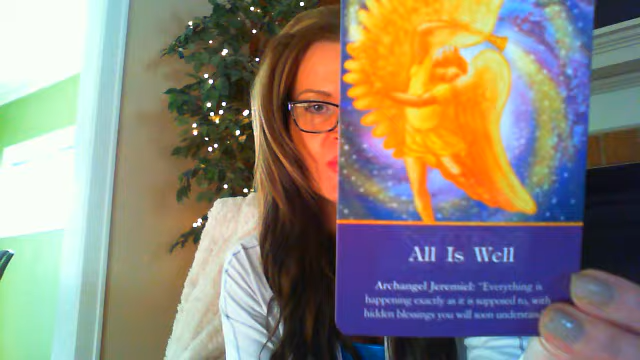 All Is Well
Archangel Jeremiel: "Everything is
happening exactly as it is supposed to, with
hidden blessings you will soon understand